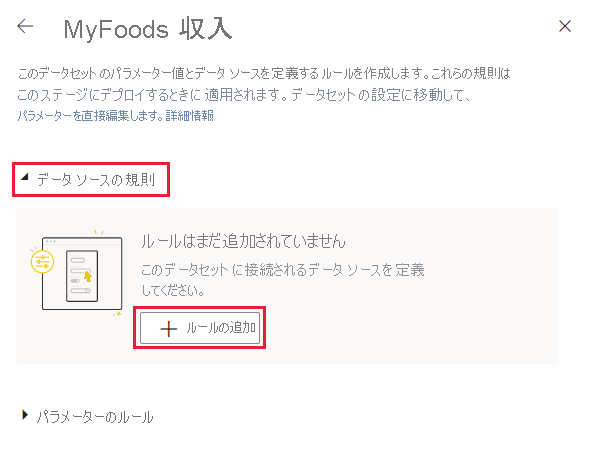 MyFoods 収入
このデータセットのパラメーター値とデータ ソースを定義するルールを作成します。これらの規則は
このステージにデプロイするときに適用されます。データセットの設定に移動して、
パラメーターを直接編集します。詳細情報
データ ソースの規則
ルールはまだ追加されていません
このデータセットに接続されるデータ ソースを定義
してください。
ルールの追加
パラメーターのルール